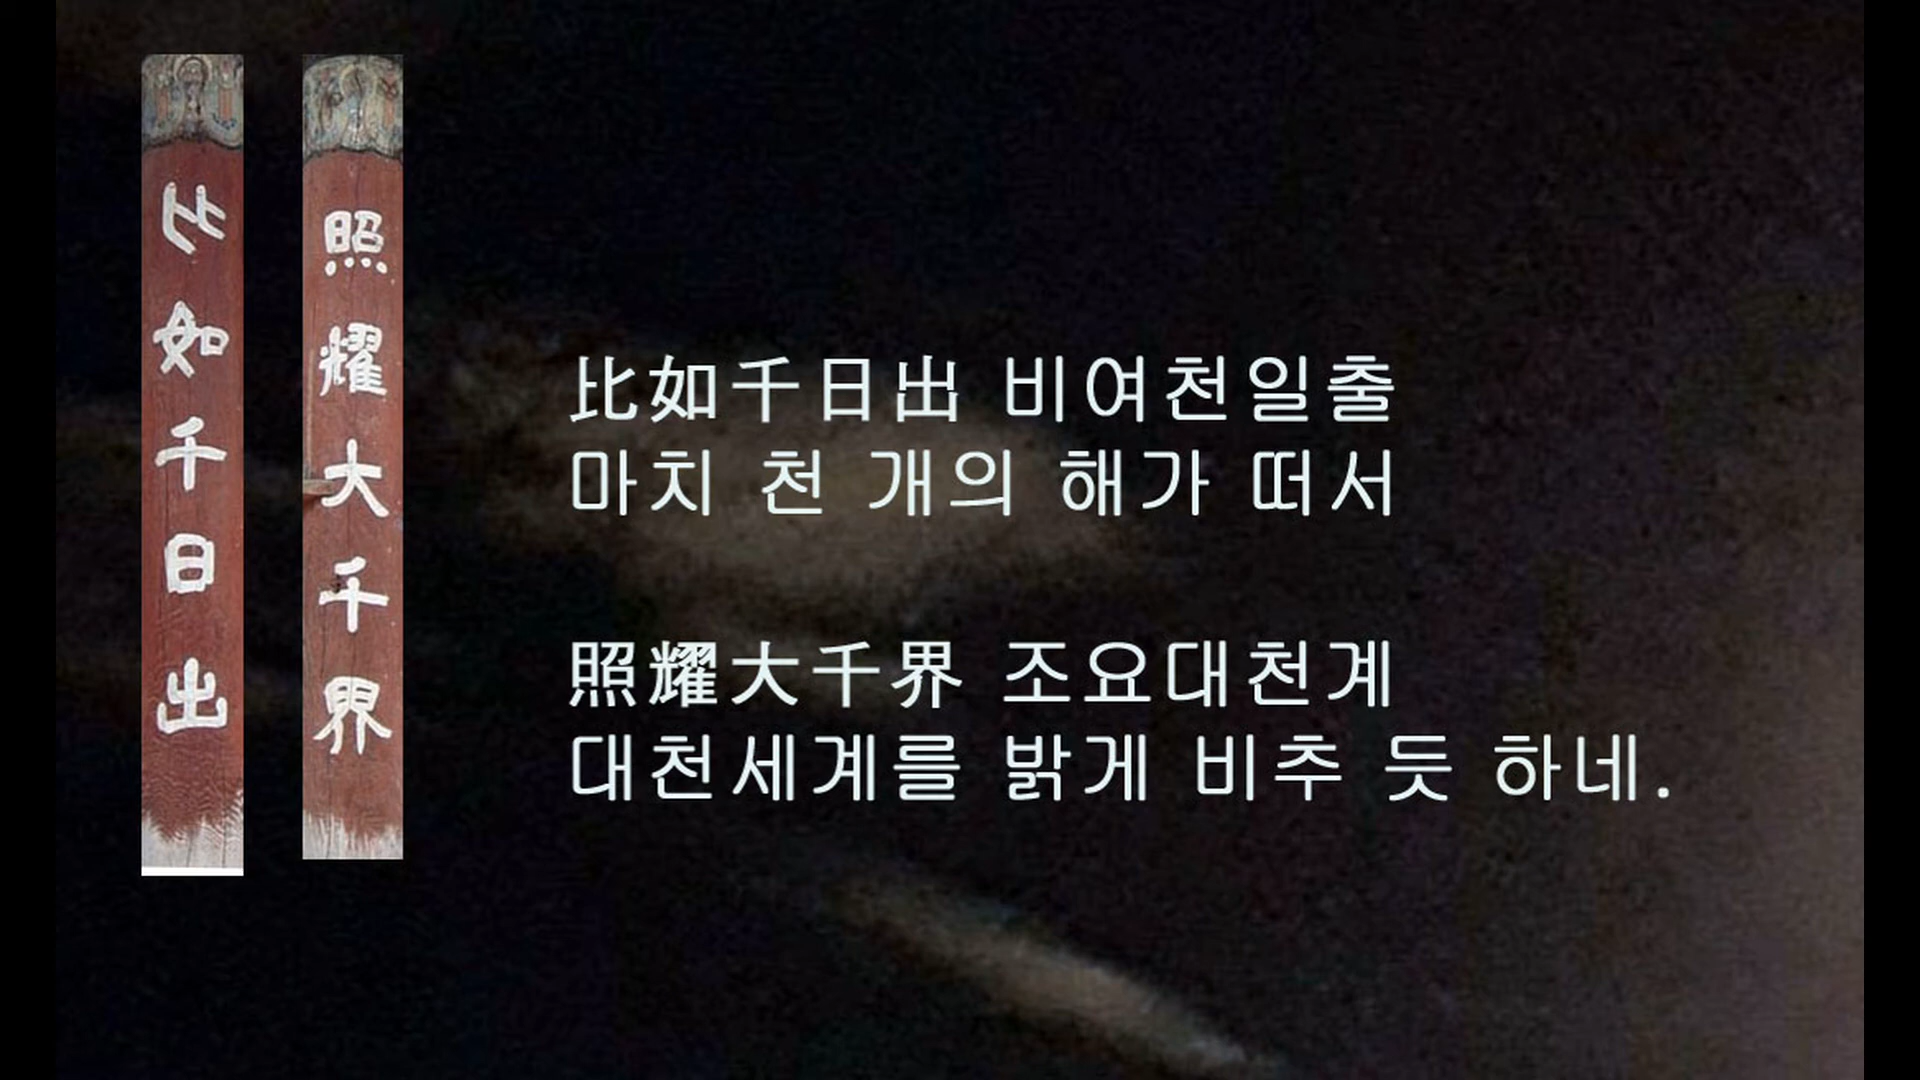 比如千日出
照耀大千界
比如千日出 비여천일출
마치 천 개의 해가 떠서
照耀大千界 조요대천계
대천세계를 밝게 비추 듯 하네.